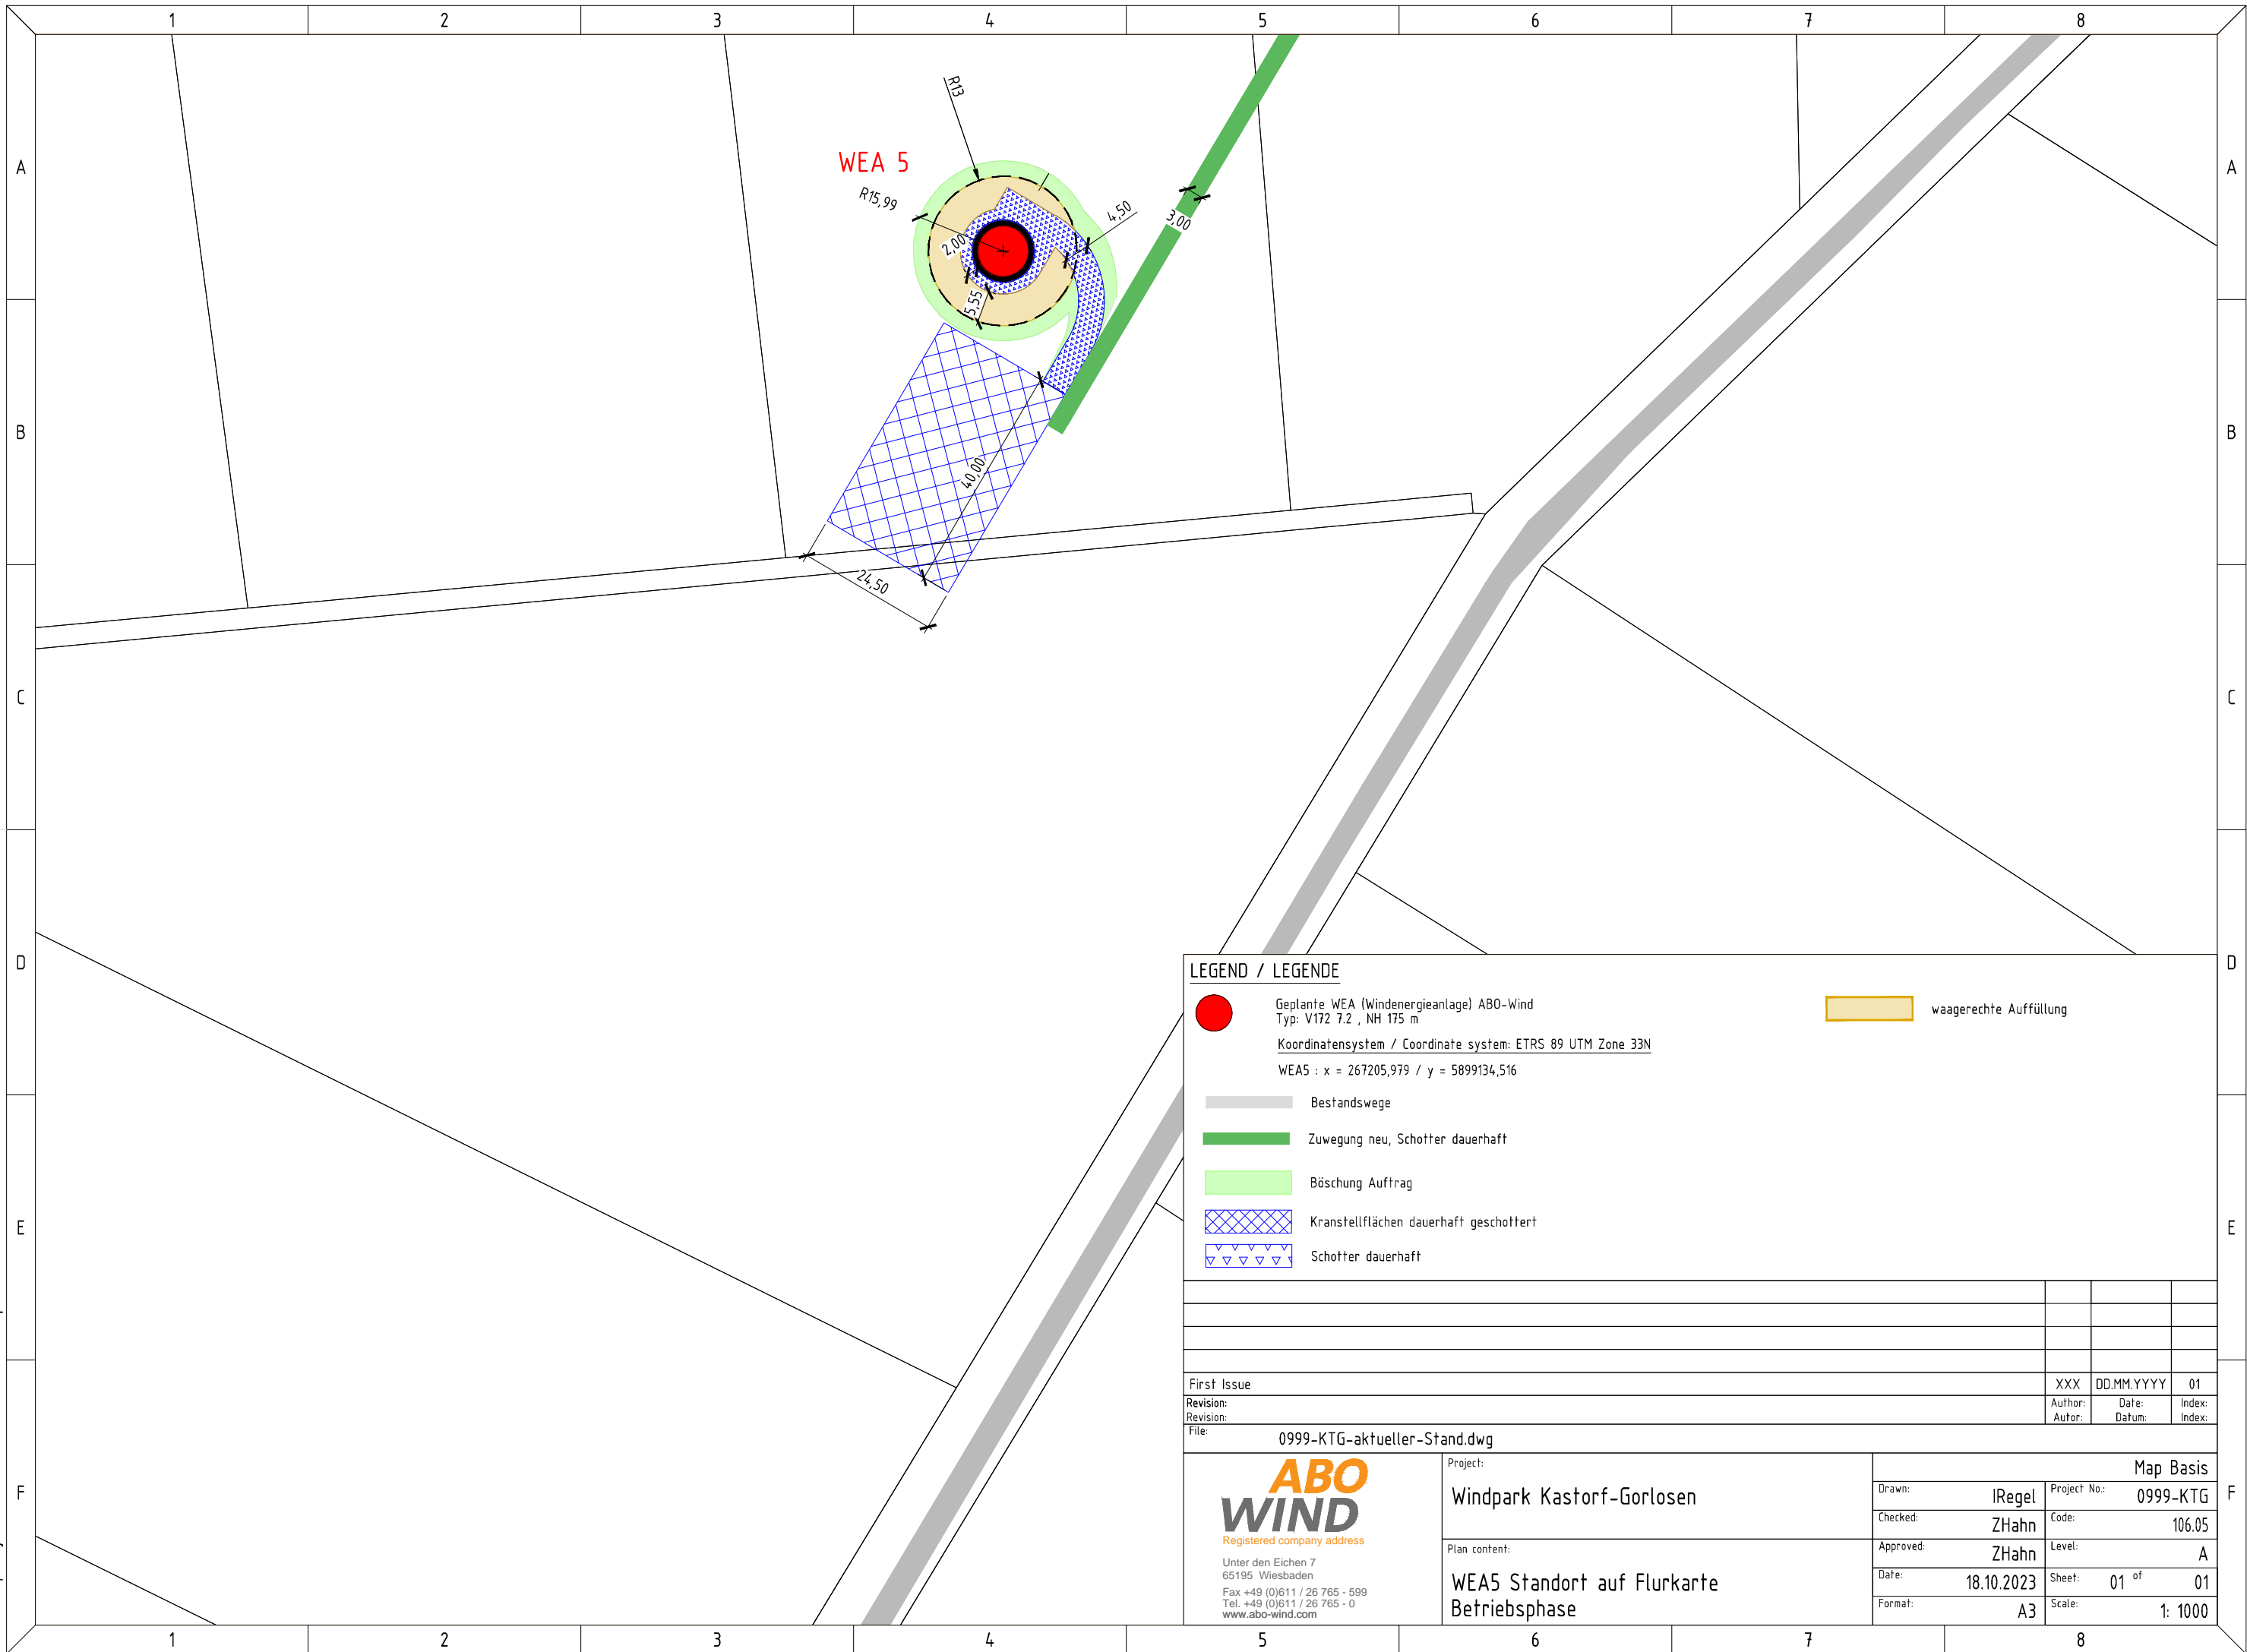 1 2 3 4 5 6 7 8
A A
B B
C C
D D
E E
F F
R13
WEA 5
R15,99
2,00
4,50
3,00
5,55
40,00
24,50
LEGEND / LEGENDE
Geplante WEA (Windenergieanlage) ABO-Wind
Typ: V172 7.2 , NH 175 m
waagerechte Auffüllung
Koordinatensystem / Coordinate system: ETRS 89 UTM Zone 33N
WEA5 : x = 267205,979 / y = 5899134,516
Bestandswege
Zuwegung neu, Schotter dauerhaft
Böschung Auftrag
Kranstellflächen dauerhaft geschottert
Schotter dauerhaft
First Issue XXX DD.MM.YYYY 01
Revision: Author: Date: Index:
Revision: Autor: Datum: Index:
File: 0999-KTG-aktueller-Stand.dwg
ABO
WIND
Registered company address
Unter den Eichen 7
65195 Wiesbaden
Fax +49 (0)611 / 26 765 - 599
Tel. +49 (0)611 / 26 765 - 0
www.abo-wind.com
Project:
Windpark Kastorf-Gorlosen
Plan content:
WEA5 Standort auf Flurkarte
Betriebsphase
Map Basis
Drawn: IRegel Project No.: 0999-KTG
Checked: ZHahn Code: 106.05
Approved: ZHahn Level: A
Date: 18.10.2023 Sheet: 01 of 01
Format: A3 Scale: 1: 1000
1 2 3 4 5 6 7 8